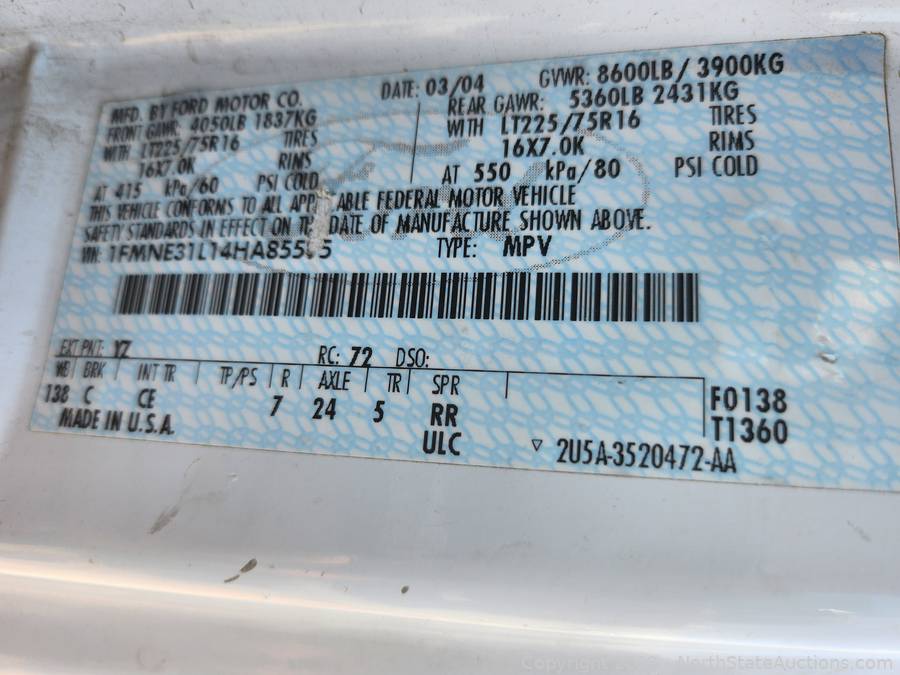 MFD. BY FORD MOTOR CO.
FRONT GAWR: 4050LB 1837KG
WITH LT225/75R16 TIRES
16X7.0K RIMS
AT 415 kPa/60 PSI COLD
DATE: 03/04 GVWR: 8600LB/ 3900KG
REAR GAWR: 5360LB 2431KG
WITH LT225/75R16 TIRES
16X7.0K RIMS
AT 550 kPa/80 PSI COLD
THIS VEHICLE CONFORMS TO ALL APP ABLE FEDERAL MOTOR VEHICLE
SAFETY STANDARDS IN EFFECT ON DATE OF MANUFACTURE SHOWN ABOVE.
VIN: TYPE: MPV
EXT PNT: YZ RC: 72 DSO:
WB BRK INT TR TP/PS R AXLE TR SPR
138 C CE 7 24 5 RR
ULC
F0138
T1360
MADE IN U.S.A.
2U5A-3520472-AA
Copyright NorthStateAuctions.com